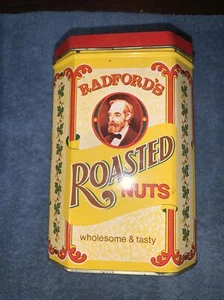 RADFORD'S
ROASTED
NUTS
wholesome & tasty